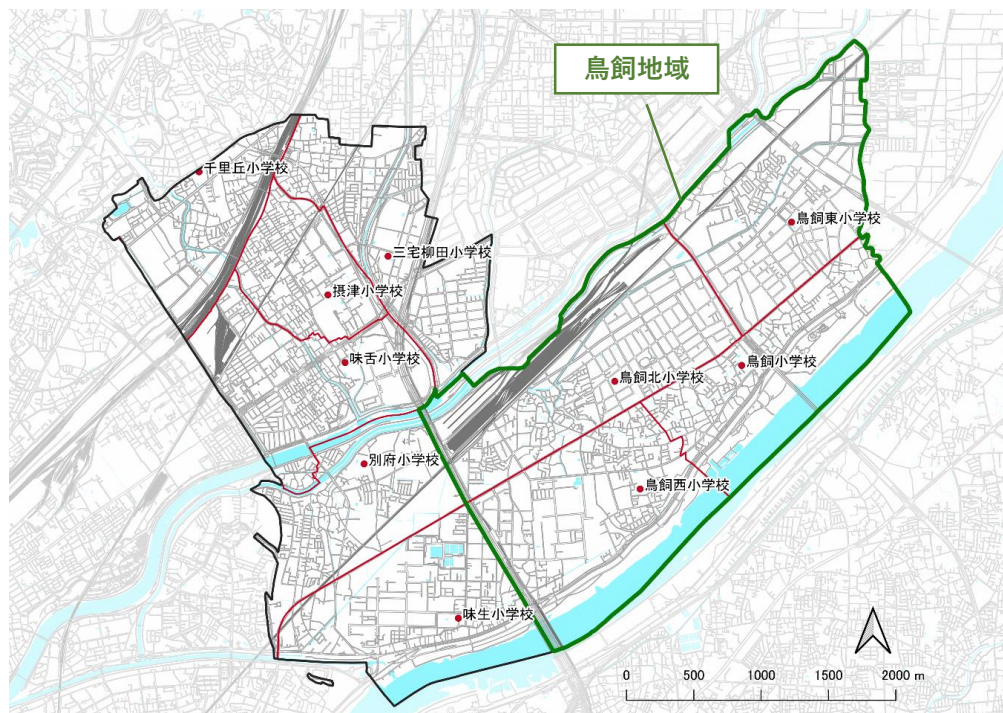 鳥飼地域
千里丘小学校
鳥飼東小学校
三宅柳田小学校
摂津小学校
味舌小学校
鳥飼小学校
鳥飼北小学校
別府小学校
鳥飼西小学校
味生小学校
0 500 1000 1500 2000 m